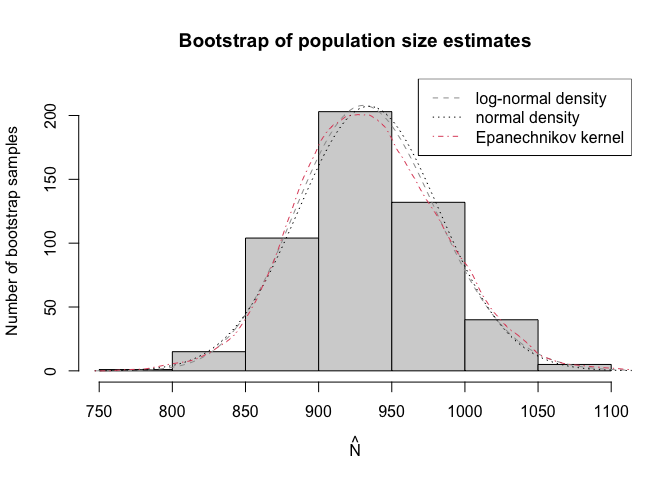 Bootstrap of population size estimates
log-normal density
normal density
Epanechnikov kernel
Number of bootstrap samples
200
150
100
50
0
750 800 850 900 950 1000 1050 1100
N̂